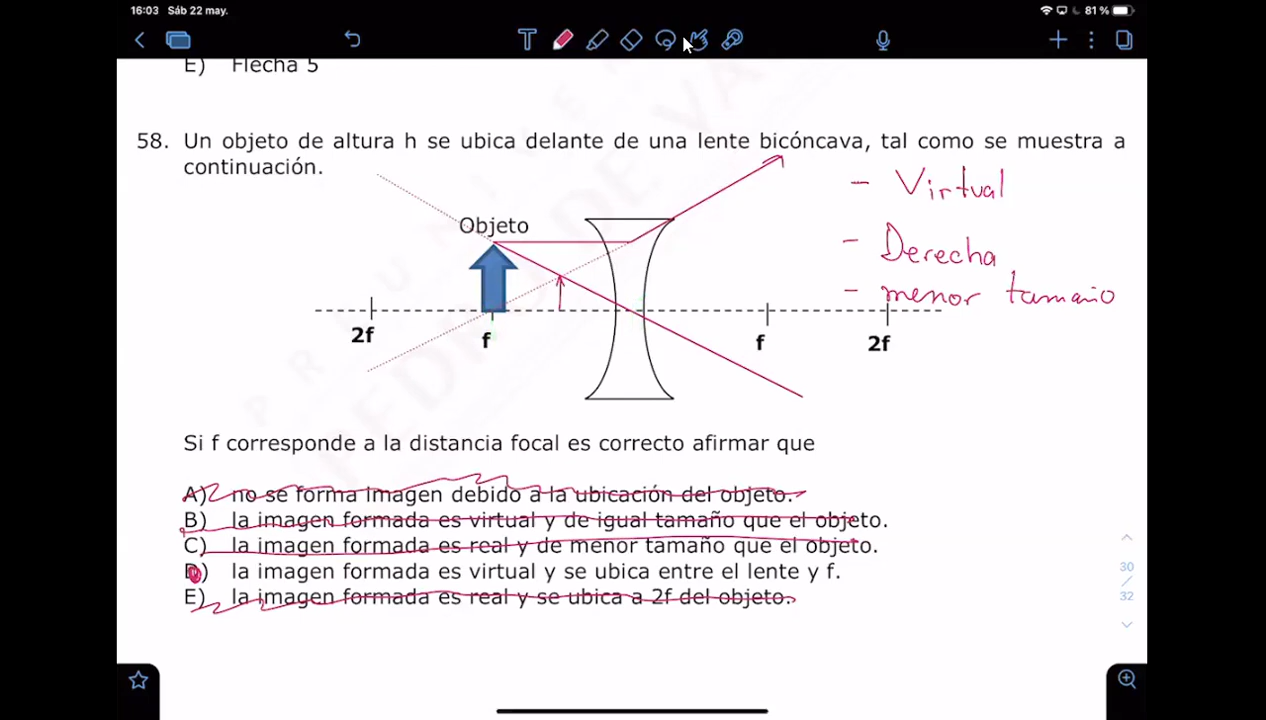 16:03 Sáb 22 may. 81 %
E) Flecha 5
58. Un objeto de altura h se ubica delante de una lente bicóncava, tal como se muestra a
continuación.
- Virtual
Objeto
- Derecha
- menor tamaño
2f f f 2f
Si f corresponde a la distancia focal es correcto afirmar que
A) no se forma imagen debido a la ubicación del objeto.
B) la imagen formada es virtual y de igual tamaño que el objeto.
C) la imagen formada es real y de menor tamaño que el objeto.
D) la imagen formada es virtual y se ubica entre el lente y f.
E) la imagen formada es real y se ubica a 2f del objeto.
30
/
32